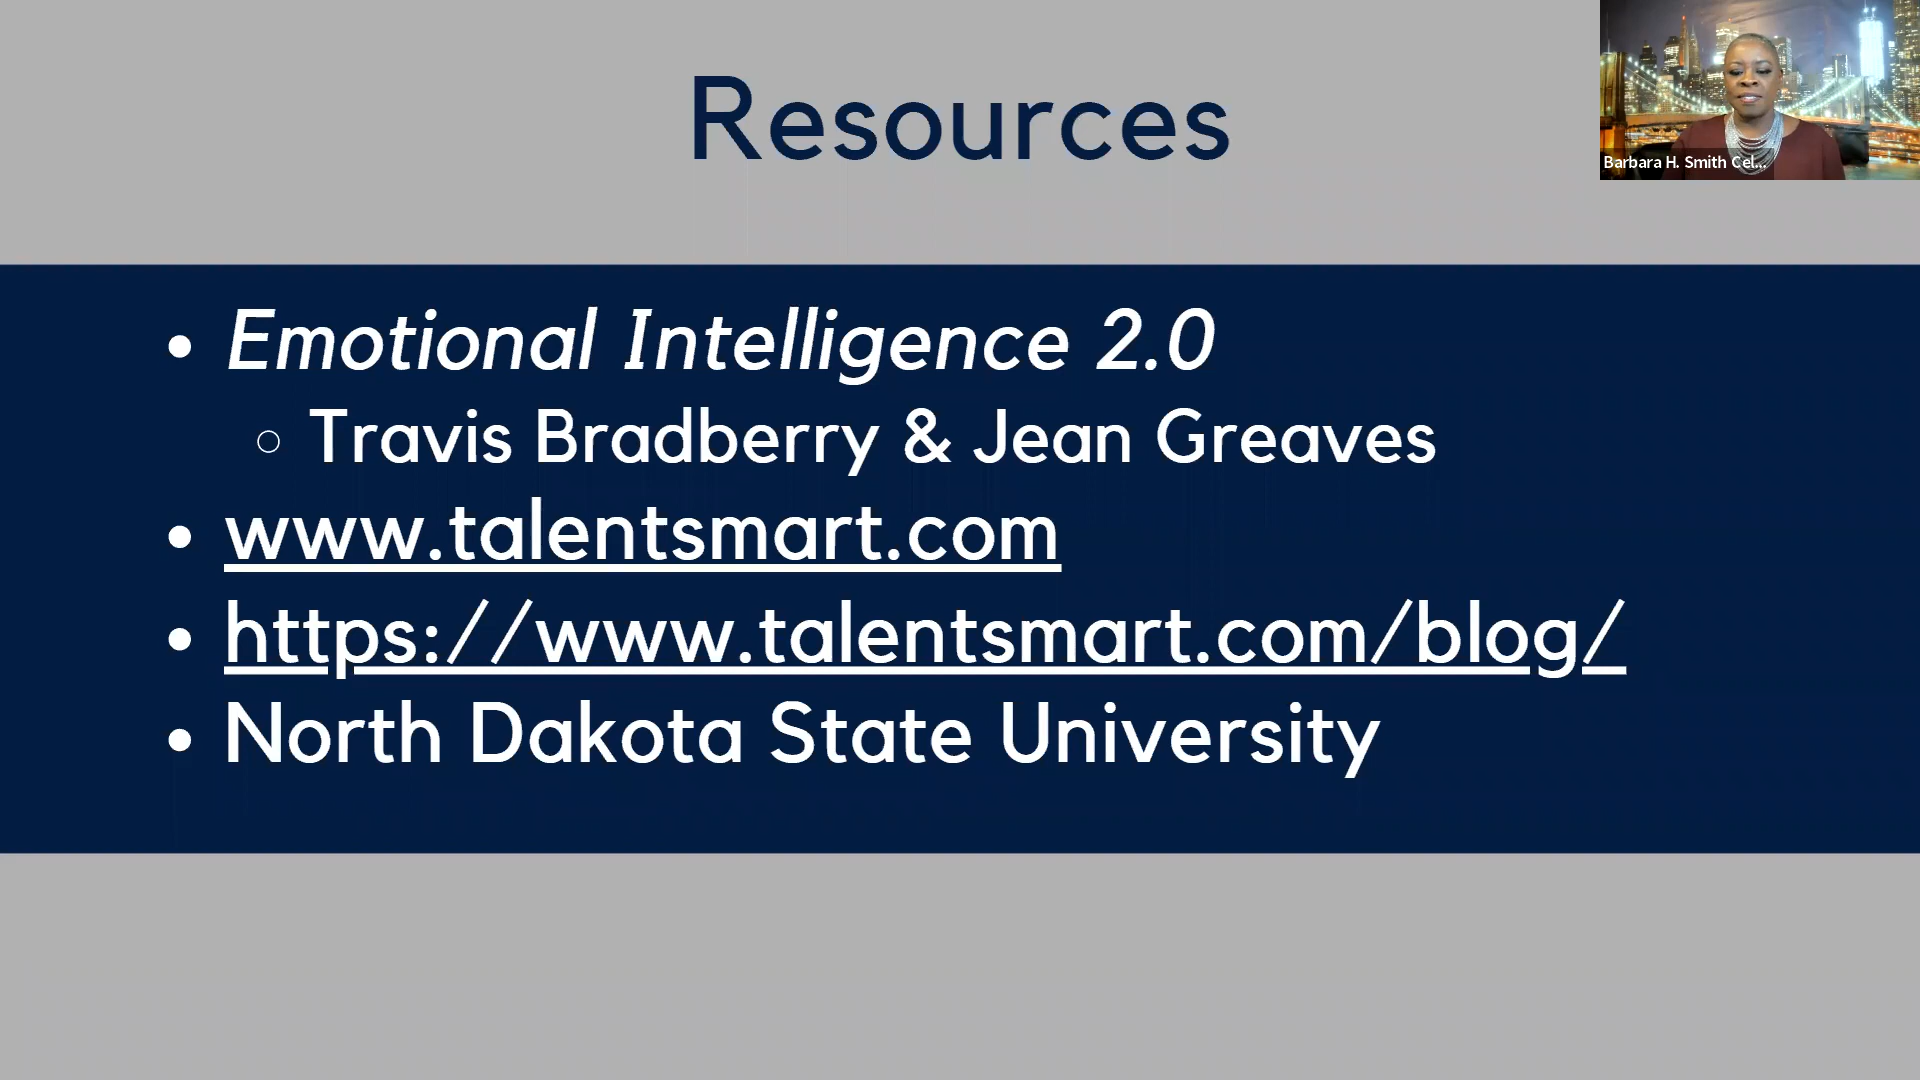 Resources
Barbara H. Smith Cel...
Emotional Intelligence 2.0
Travis Bradberry & Jean Greaves
www.talentsmart.com
https://www.talentsmart.com/blog/
North Dakota State University